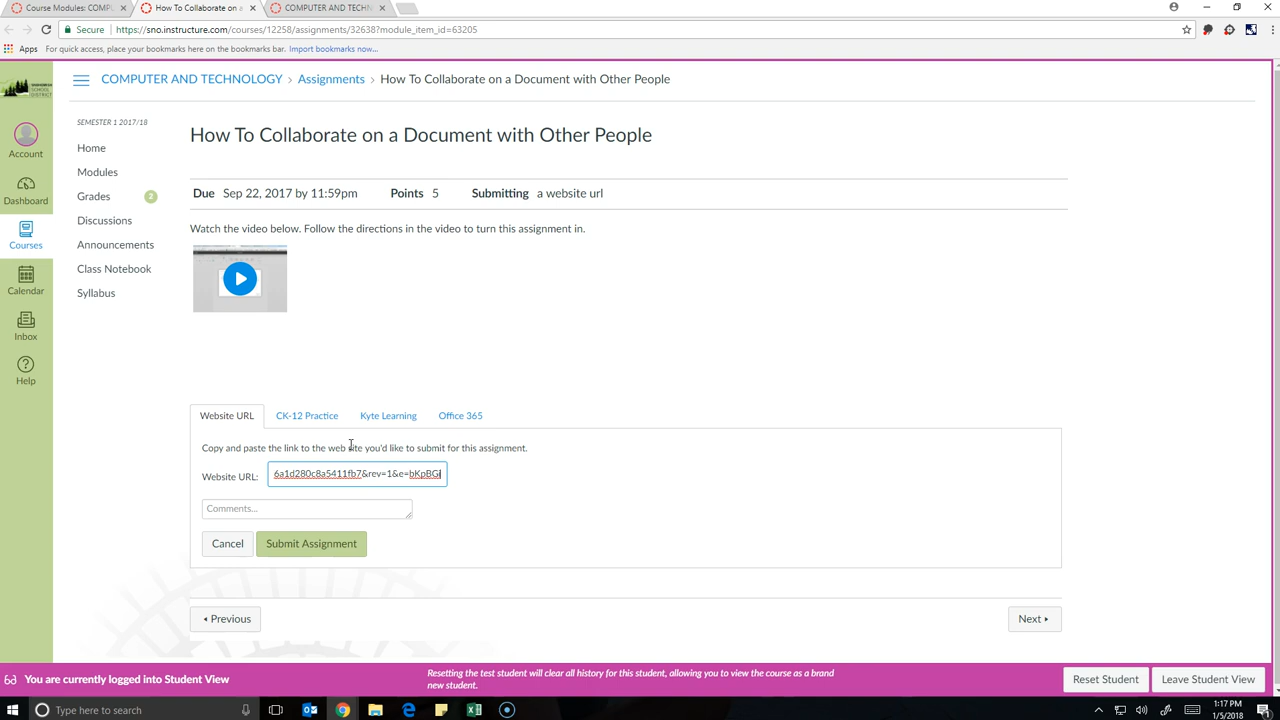 Course Modules: COMPU
How To Collaborate on a
COMPUTER AND TECHN
Secure
https://sno.instructure.com/courses/12258/assignments/32638?module_item_id=63205
Apps
For quick access, place your bookmarks here on the bookmarks bar. Import bookmarks now...
COMPUTER AND TECHNOLOGY > Assignments > How To Collaborate on a Document with Other People
SEMESTER 1 2017/18
Account
Dashboard
Courses
Calendar
Inbox
Help
Home
Modules
Grades 2
Discussions
Announcements
Class Notebook
Syllabus
How To Collaborate on a Document with Other People
Due Sep 22, 2017 by 11:59pm Points 5 Submitting a website url
Watch the video below. Follow the directions in the video to turn this assignment in.
Website URL CK-12 Practice Kyte Learning Office 365
Copy and paste the link to the web site you'd like to submit for this assignment.
Website URL: 6a1d280c8a5411fb7&rev=1&e=bKpBGj
Comments...
Cancel Submit Assignment
Previous
Next
You are currently logged into Student View
Resetting the test student will clear all history for this student, allowing you to view the course as a brand
new student.
Reset Student Leave Student View
Type here to search
1:17 PM
1/5/2018